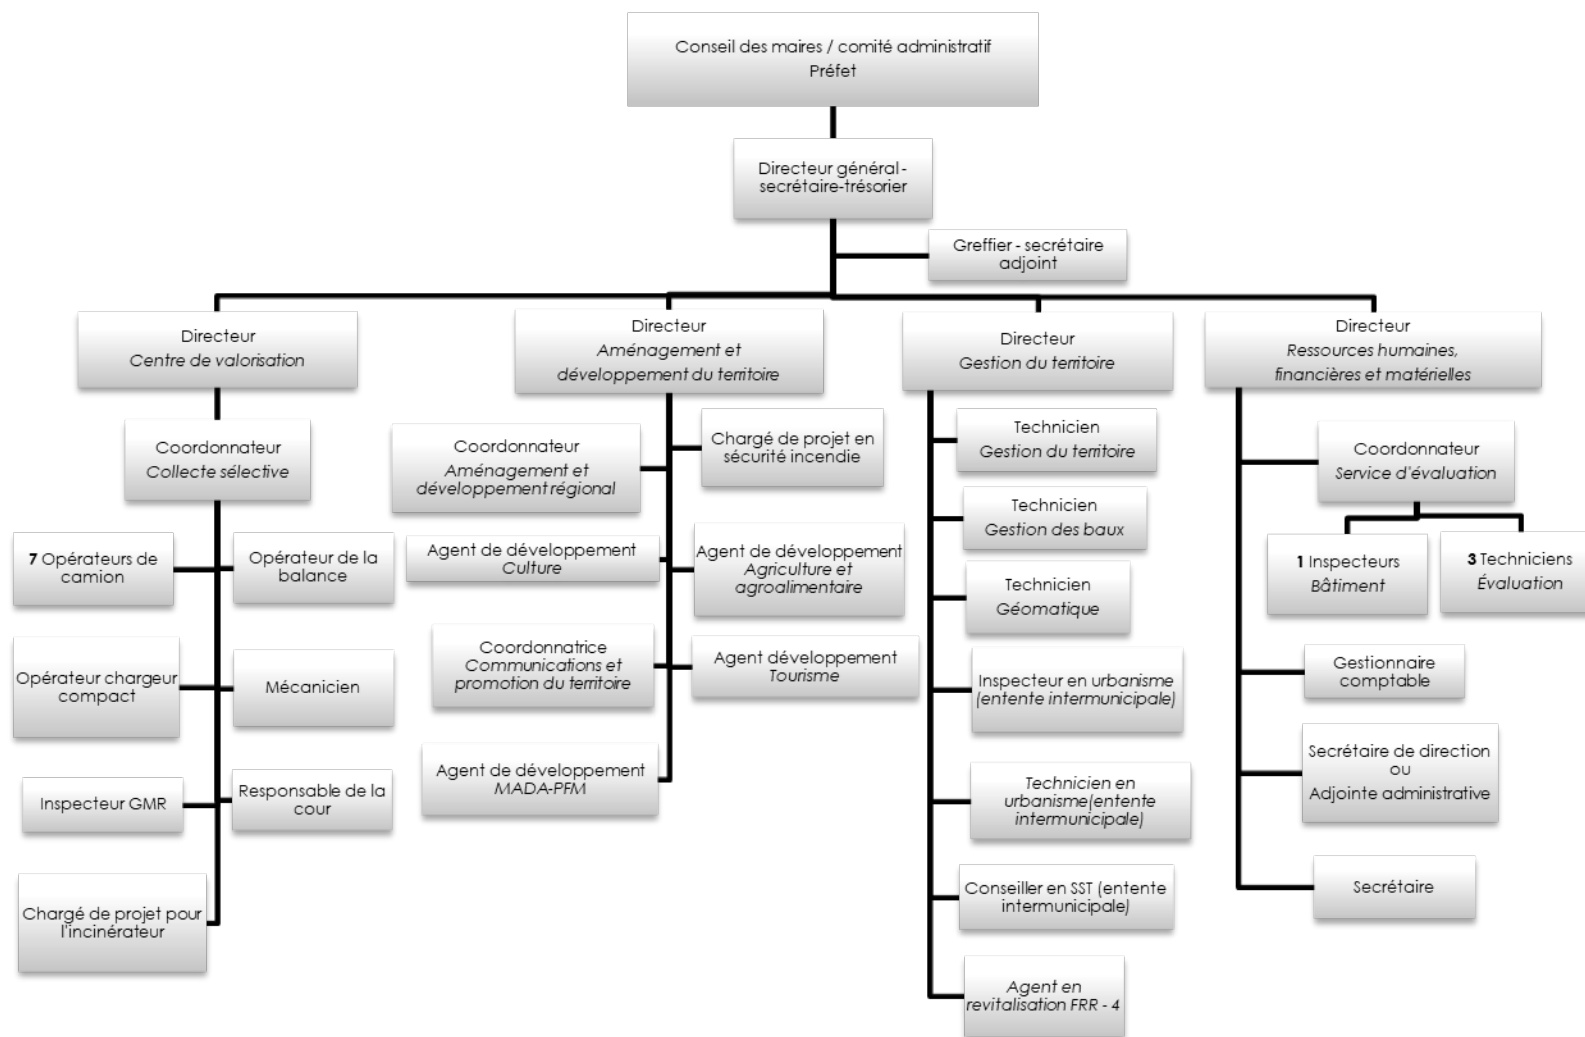 Conseil des maires / comité administratif
Préfet
Directeur général -
secrétaire-trésorier
Greffier - secrétaire
adjoint
Directeur
Centre de valorisation
Coordonnateur
Collecte sélective
7 Opérateurs de
camion
Opérateur de la
balance
Opérateur chargeur
compact
Mécanicien
Inspecteur GMR
Responsable de la
cour
Chargé de projet pour
l'incinérateur
Directeur
Aménagement et
développement du territoire
Coordonnateur
Aménagement et
développement régional
Chargé de projet en
sécurité incendie
Agent de développement
Culture
Agent de développement
Agriculture et
agroalimentaire
Coordonnatrice
Communications et
promotion du territoire
Agent développement
Tourisme
Agent de développement
MADA-PFM
Directeur
Gestion du territoire
Technicien
Gestion du territoire
Technicien
Gestion des baux
Technicien
Géomatique
Inspecteur en urbanisme
(entente intermunicipale)
Technicien en
urbanisme(entente
intermunicipale)
Conseiller en SST (entente
intermunicipale)
Agent en
revitalisation FRR - 4
Directeur
Ressources humaines,
financières et matérielles
Coordonnateur
Service d'évaluation
1 Inspecteurs
Bâtiment
3 Techniciens
Évaluation
Gestionnaire
comptable
Secrétaire de direction
ou
Adjointe administrative
Secrétaire